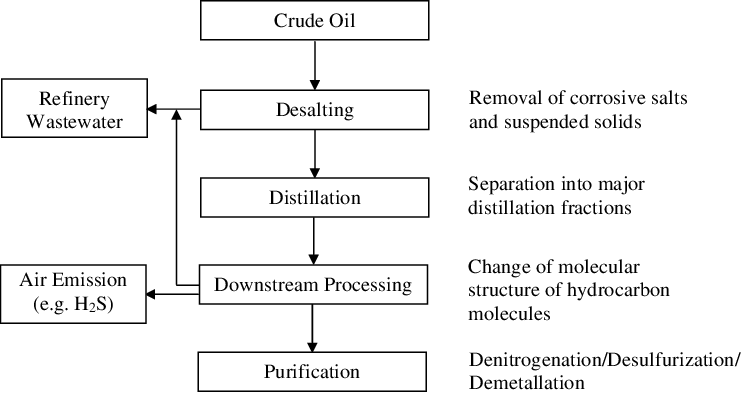 Crude Oil
Refinery
Wastewater
Desalting
Removal of corrosive salts
and suspended solids
Distillation
Separation into major
distillation fractions
Air Emission
(e.g. H₂S)
Downstream Processing
Change of molecular
structure of hydrocarbon
molecules
Purification
Denitrogenation/Desulfurization/
Demetallation